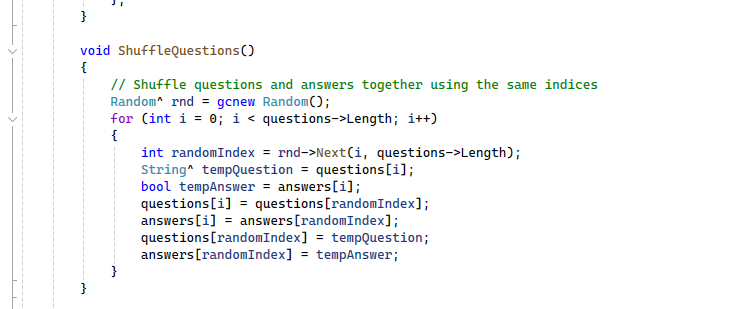 };
}
void ShuffleQuestions()
{
// Shuffle questions and answers together using the same indices
Random^ rnd = gcnew Random();
for (int i = 0; i < questions->Length; i++)
{
int randomIndex = rnd->Next(i, questions->Length);
String^ tempQuestion = questions[i];
bool tempAnswer = answers[i];
questions[i] = questions[randomIndex];
answers[i] = answers[randomIndex];
questions[randomIndex] = tempQuestion;
answers[randomIndex] = tempAnswer;
}
}